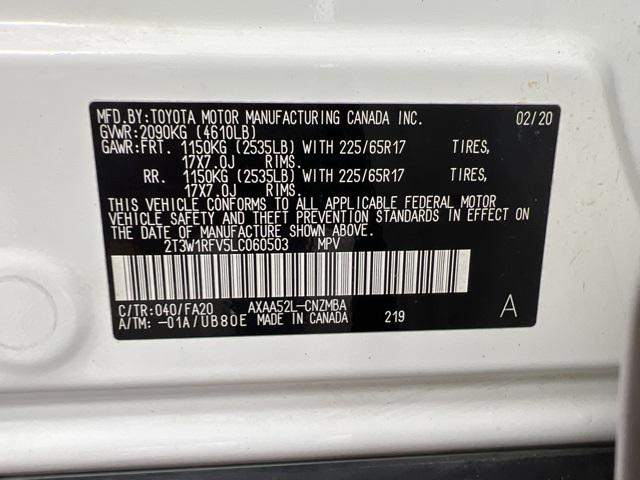 MFD.BY:TOYOTA MOTOR MANUFACTURING CANADA INC. 02/20
GVWR:2090KG (4610LB)
GAWR:FRT. 1150KG (2535LB) WITH 225/65R17 TIRES,
17X7.0J RIMS.
RR. 1150KG (2535LB) WITH 225/65R17 TIRES,
17X7.0J RIMS.
THIS VEHICLE CONFORMS TO ALL APPLICABLE FEDERAL MOTOR
VEHICLE SAFETY AND THEFT PREVENTION STANDARDS IN EFFECT ON
THE DATE OF MANUFACTURE SHOWN ABOVE.
2T3W1RFV5LC060503 MPV
C/TR:040/FA20 AXAA52L-CNZMBA
A/TM:-01A/UB80E MADE IN CANADA 219 A